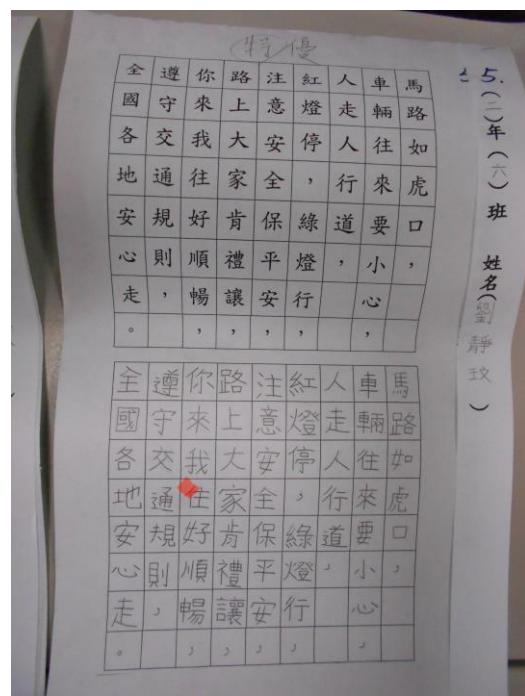 特優
5.(二)年(六)班 姓名(劉靜玟)
馬路如虎口，
車輛往來要小心，
人走人行道，
紅燈停，綠燈行，
注意安全保平安，
路上大家肯禮讓，
你來我往好順暢，
遵守交通規則，
全國各地安心走。
馬路如虎口，
車輛往來要小心，
人走人行道，
紅燈停，綠燈行，
注意安全保平安，
路上大家肯禮讓，
你來我往好順暢，
遵守交通規則，
全國各地安心走。